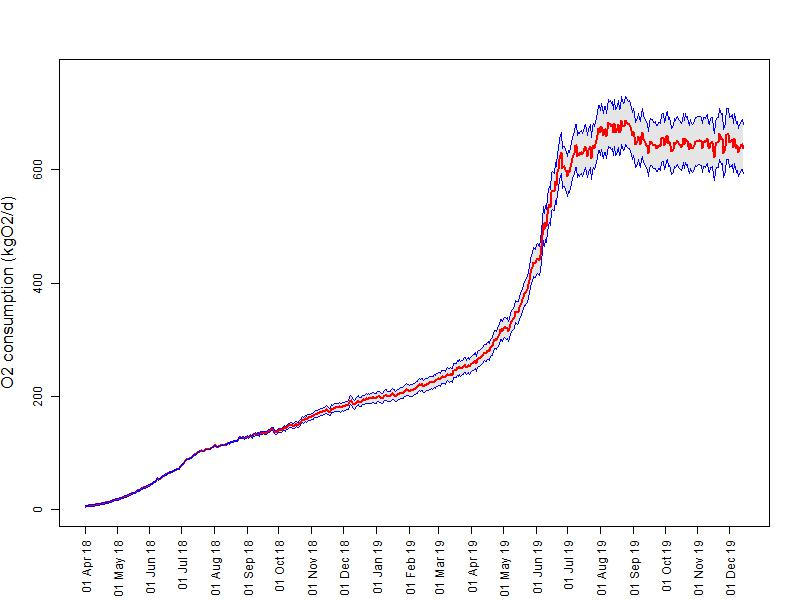 O2 consumption (kgO2/d)
600
400
200
0
01 Apr 18
01 May 18
01 Jun 18
01 Jul 18
01 Aug 18
01 Sep 18
01 Oct 18
01 Nov 18
01 Dec 18
01 Jan 19
01 Feb 19
01 Mar 19
01 Apr 19
01 May 19
01 Jun 19
01 Jul 19
01 Aug 19
01 Sep 19
01 Oct 19
01 Nov 19
01 Dec 19